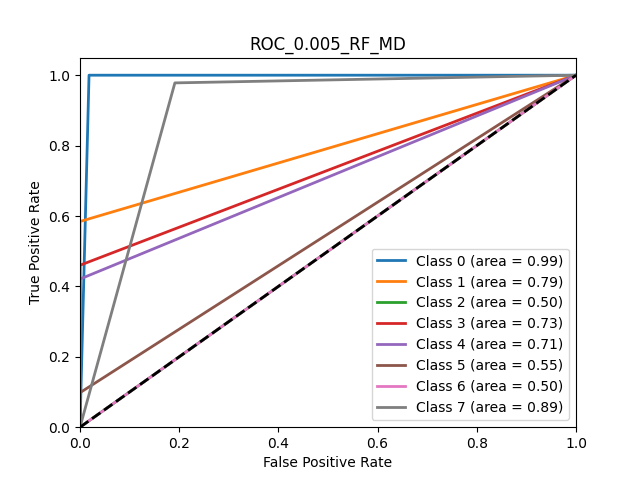 ROC_0.005_RF_MD
True Positive Rate
1.0
0.8
0.6
0.4
0.2
0.0
0.0 0.2 0.4 0.6 0.8 1.0
False Positive Rate
Class 0 (area = 0.99)
Class 1 (area = 0.79)
Class 2 (area = 0.50)
Class 3 (area = 0.73)
Class 4 (area = 0.71)
Class 5 (area = 0.55)
Class 6 (area = 0.50)
Class 7 (area = 0.89)